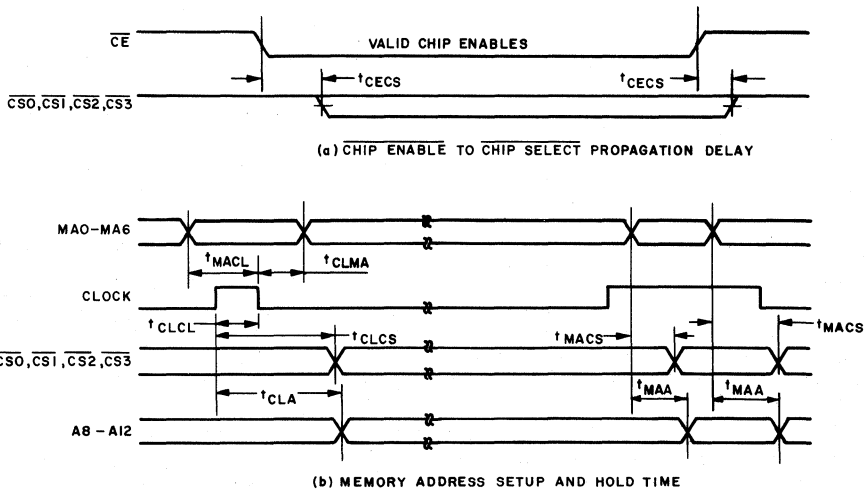 CE
VALID CHIP ENABLES
tCECS
tCECS
CS0, CS1, CS2, CS3
(a) CHIP ENABLE TO CHIP SELECT PROPAGATION DELAY
MA0-MA6
tMACL
tCLMA
CLOCK
tCLCL
tCLCS
tMACS
tMACS
CS0, CS1, CS2, CS3
tCLA
tMAA
tMAA
A8-A12
(b) MEMORY ADDRESS SETUP AND HOLD TIME